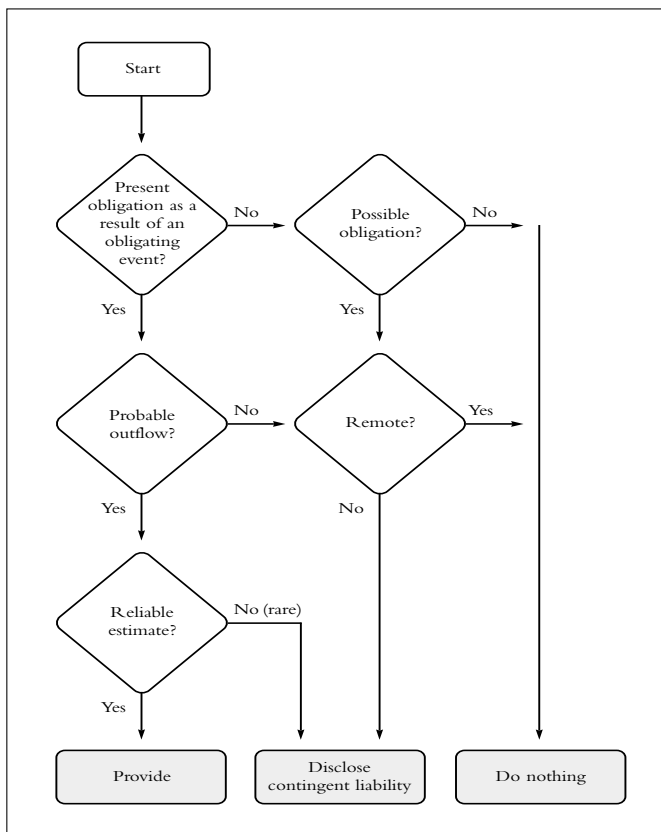 Start
Present
obligation as a
result of an
obligating
event?
No
Possible
obligation?
No
Yes
Yes
Probable
outflow?
No
Remote?
Yes
Yes
No
Reliable
estimate?
No (rare)
Yes
Provide
Disclose
contingent liability
Do nothing